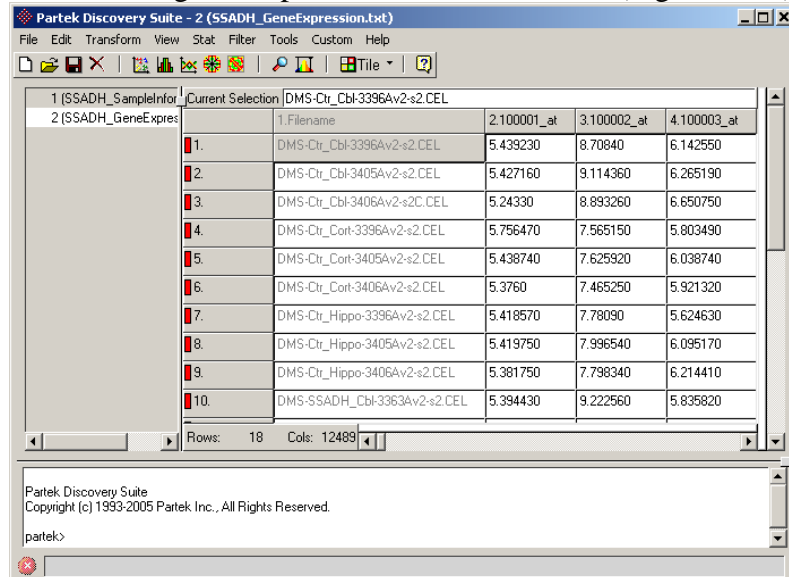 Partek Discovery Suite - 2 (SSADH_GeneExpression.txt)
File Edit Transform View Stat Filter Tools Custom Help
Tile
1 (SSADH_SampleInfor
2 (SSADH_GeneExpres
Current Selection DMS-Ctr_Cbl-3396Av2-s2.CEL
1.Filename 2.100001_at 3.100002_at 4.100003_at
1. DMS-Ctr_Cbl-3396Av2-s2.CEL 5.439230 8.70840 6.142550
2. DMS-Ctr_Cbl-3405Av2-s2.CEL 5.427160 9.114360 6.265190
3. DMS-Ctr_Cbl-3406Av2-s2C.CEL 5.24330 8.893260 6.650750
4. DMS-Ctr_Cort-3396Av2-s2.CEL 5.756470 7.565150 5.803490
5. DMS-Ctr_Cort-3405Av2-s2.CEL 5.438740 7.625920 6.038740
6. DMS-Ctr_Cort-3406Av2-s2.CEL 5.3760 7.465250 5.921320
7. DMS-Ctr_Hippo-3396Av2-s2.CEL 5.418570 7.78090 5.624630
8. DMS-Ctr_Hippo-3405Av2-s2.CEL 5.419750 7.996540 6.095170
9. DMS-Ctr_Hippo-3406Av2-s2.CEL 5.381750 7.798340 6.214410
10. DMS-SSADH_Cbl-3363Av2-s2.CEL 5.394430 9.222560 5.835820
Rows: 18 Cols: 12489
Partek Discovery Suite
Copyright (c) 1993-2005 Partek Inc., All Rights Reserved.
partek>